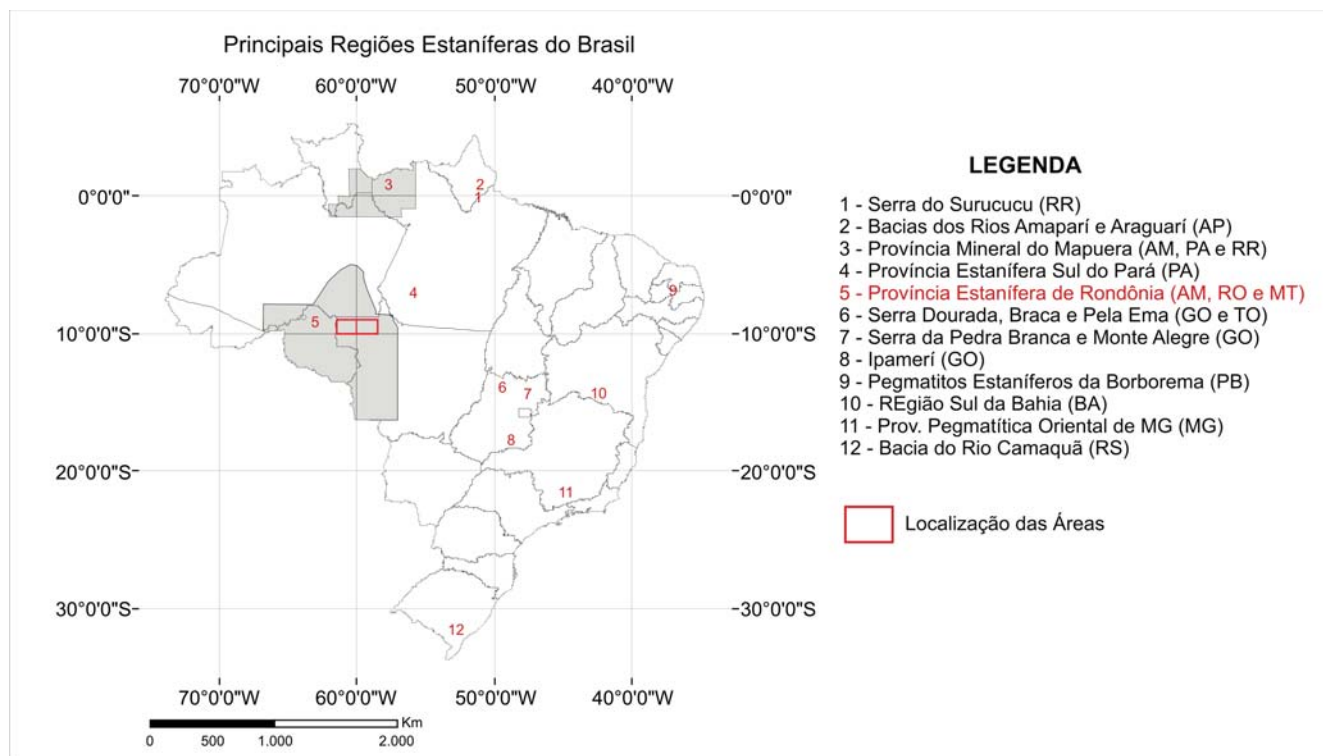 Principais Regiões Estaníferas do Brasil
70°0'0"W 60°0'0"W 50°0'0"W 40°0'0"W
3
2
0°0'0" 0°0'0"
1
4
9
5
10°0'0"S 10°0'0"S
6
7
10
8
20°0'0"S 20°0'0"S
11
30°0'0"S 30°0'0"S
12
70°0'0"W 60°0'0"W 50°0'0"W 40°0'0"W
Km
0 500 1.000 2.000
LEGENDA
1 - Serra do Surucucu (RR)
2 - Bacias dos Rios Amaparí e Araguarí (AP)
3 - Província Mineral do Mapuera (AM, PA e RR)
4 - Província Estanífera Sul do Pará (PA)
5 - Província Estanífera de Rondônia (AM, RO e MT)
6 - Serra Dourada, Braca e Pela Ema (GO e TO)
7 - Serra da Pedra Branca e Monte Alegre (GO)
8 - Ipamerí (GO)
9 - Pegmatitos Estaníferos da Borborema (PB)
10 - REgião Sul da Bahia (BA)
11 - Prov. Pegmatítica Oriental de MG (MG)
12 - Bacia do Rio Camaquã (RS)
Localização das Áreas